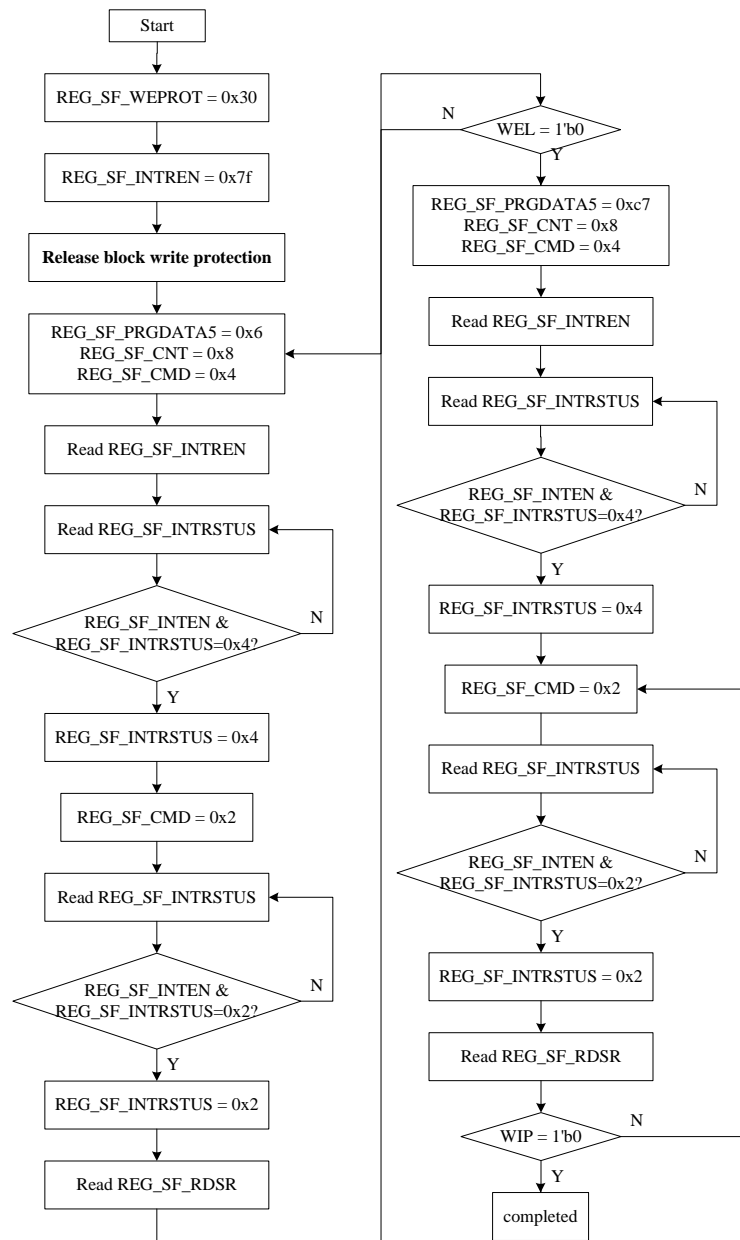 Start
REG_SF_WEPROT = 0x30
REG_SF_INTREN = 0x7f
Release block write protection
REG_SF_PRGDATA5 = 0x6
REG_SF_CNT = 0x8
REG_SF_CMD = 0x4
Read REG_SF_INTREN
Read REG_SF_INTRSTUS
REG_SF_INTEN &
REG_SF_INTRSTUS=0x4?
N
Y
REG_SF_INTRSTUS = 0x4
REG_SF_CMD = 0x2
Read REG_SF_INTRSTUS
REG_SF_INTEN &
REG_SF_INTRSTUS=0x2?
N
Y
REG_SF_INTRSTUS = 0x2
Read REG_SF_RDSR
N
WEL = 1'b0
Y
REG_SF_PRGDATA5 = 0xc7
REG_SF_CNT = 0x8
REG_SF_CMD = 0x4
Read REG_SF_INTREN
Read REG_SF_INTRSTUS
REG_SF_INTEN &
REG_SF_INTRSTUS=0x4?
N
Y
REG_SF_INTRSTUS = 0x4
REG_SF_CMD = 0x2
Read REG_SF_INTRSTUS
REG_SF_INTEN &
REG_SF_INTRSTUS=0x2?
N
Y
REG_SF_INTRSTUS = 0x2
Read REG_SF_RDSR
WIP = 1'b0
N
Y
completed